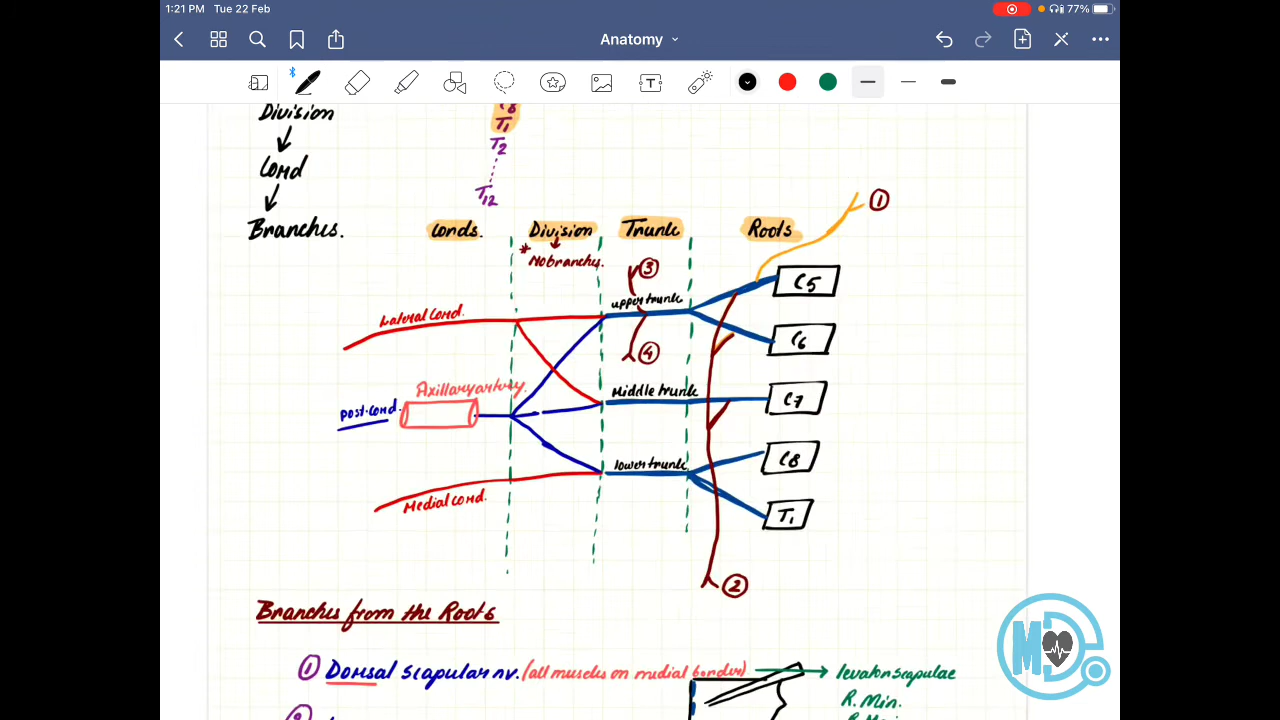 1:21 PM Tue 22 Feb
77%
Anatomy
Division
C8
T1
Cord
T2
T12
Branches.
Cords.
Division
Trunk
Roots
1
* No branches.
3
upper trunk
C5
Lateral Cord.
4
C6
Axillary artery
Middle trunk
C7
post. cord.
lower trunk
C8
Medial Cord.
T1
2
Branches from the Roots
1 Dorsal scapular nv. (all muscles on medial border) levator scapulae
R. Min.